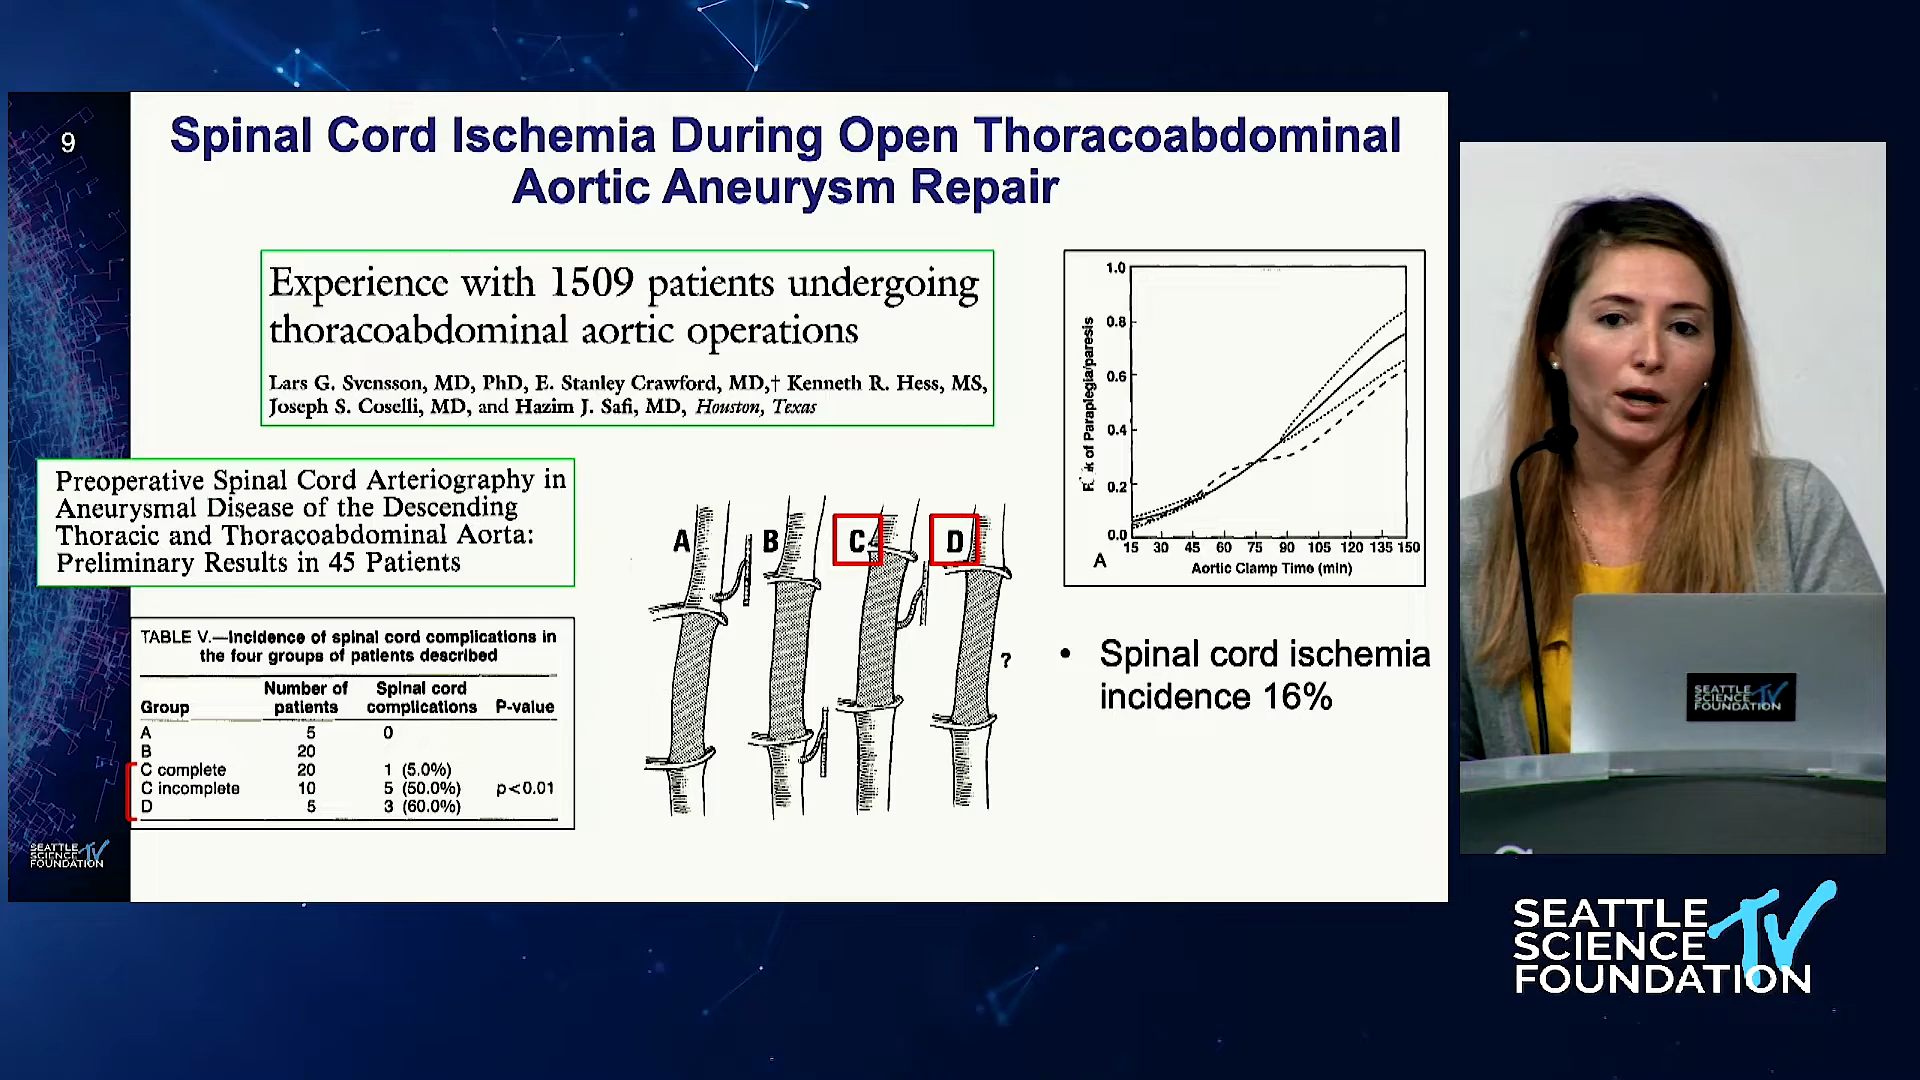 9
Spinal Cord Ischemia During Open Thoracoabdominal
Aortic Aneurysm Repair
Experience with 1509 patients undergoing
thoracoabdominal aortic operations
Lars G. Svensson, MD, PhD, E. Stanley Crawford, MD,† Kenneth R. Hess, MS,
Joseph S. Coselli, MD, and Hazim J. Safi, MD, Houston, Texas
Preoperative Spinal Cord Arteriography in
Aneurysmal Disease of the Descending
Thoracic and Thoracoabdominal Aorta:
Preliminary Results in 45 Patients
TABLE V.—Incidence of spinal cord complications in
the four groups of patients described
Group Number of patients Spinal cord complications P-value
A 5 0
B 20
C complete 20 1 (5.0%)
C incomplete 10 5 (50.0%) p<0.01
D 5 3 (60.0%)
A B C D
?
1.0
0.8
0.6
0.4
0.2
0.0
of Paraplegia/paresis
15 30 45 60 75 90 105 120 135 150
A
Aortic Clamp Time (min)
• Spinal cord ischemia
incidence 16%
SEATTLE
SCIENCE TV
FOUNDATION
SEATTLE
SCIENCE TV
FOUNDATION
SEATTLE
SCIENCE TV
FOUNDATION